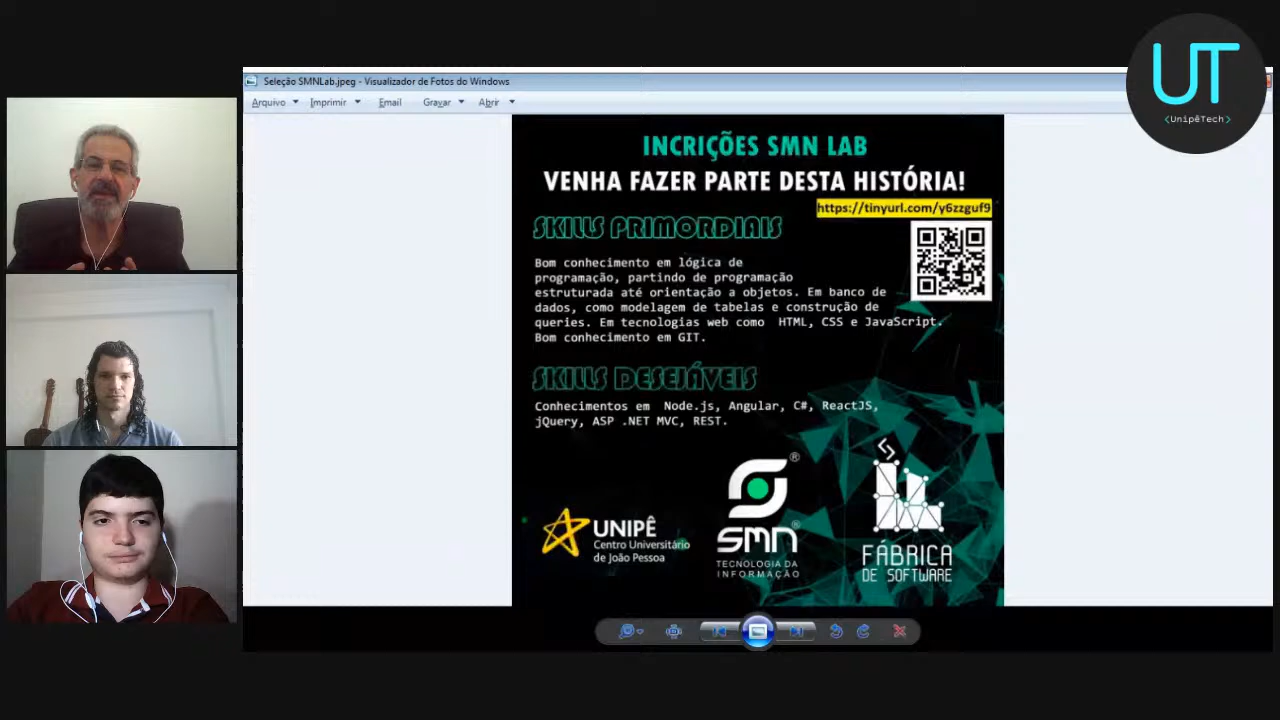 UT
<UnipêTech>
Seleção SMNLab.jpeg - Visualizador de Fotos do Windows
Arquivo Imprimir Email Gravar Abrir
INCRIÇÕES SMN LAB
VENHA FAZER PARTE DESTA HISTÓRIA!
https://tinyurl.com/y6zzguf9
SKILLS PRIMORDIAIS
Bom conhecimento em lógica de
programação, partindo de programação
estruturada até orientação a objetos. Em banco de
dados, como modelagem de tabelas e construção de
queries. Em tecnologias web como HTML, CSS e JavaScript.
Bom conhecimento em GIT.
SKILLS DESEJÁVEIS
Conhecimentos em Node.js, Angular, C#, ReactJS,
jQuery, ASP .NET MVC, REST.
UNIPÊ
Centro Universitário
de João Pessoa
SMN®
TECNOLOGIA DA
INFORMAÇÃO
FÁBRICA
DE SOFTWARE